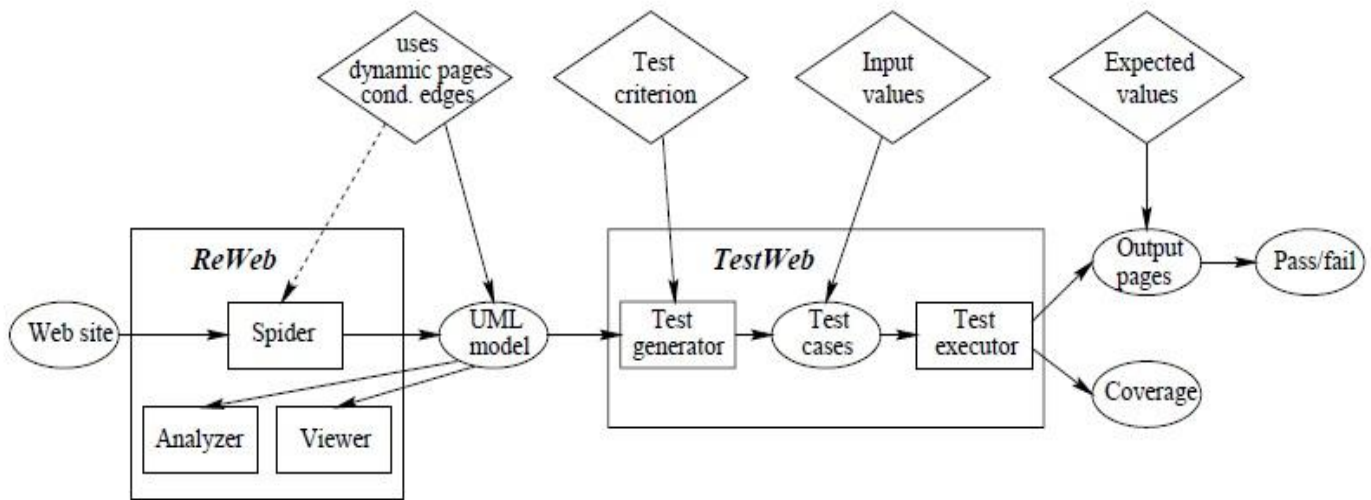 uses
dynamic pages
cond. edges
Test
criterion
Input
values
Expected
values
ReWeb
TestWeb
Web site
Spider
UML
model
Test
generator
Test
cases
Test
executor
Output
pages
Pass/fail
Analyzer
Viewer
Coverage